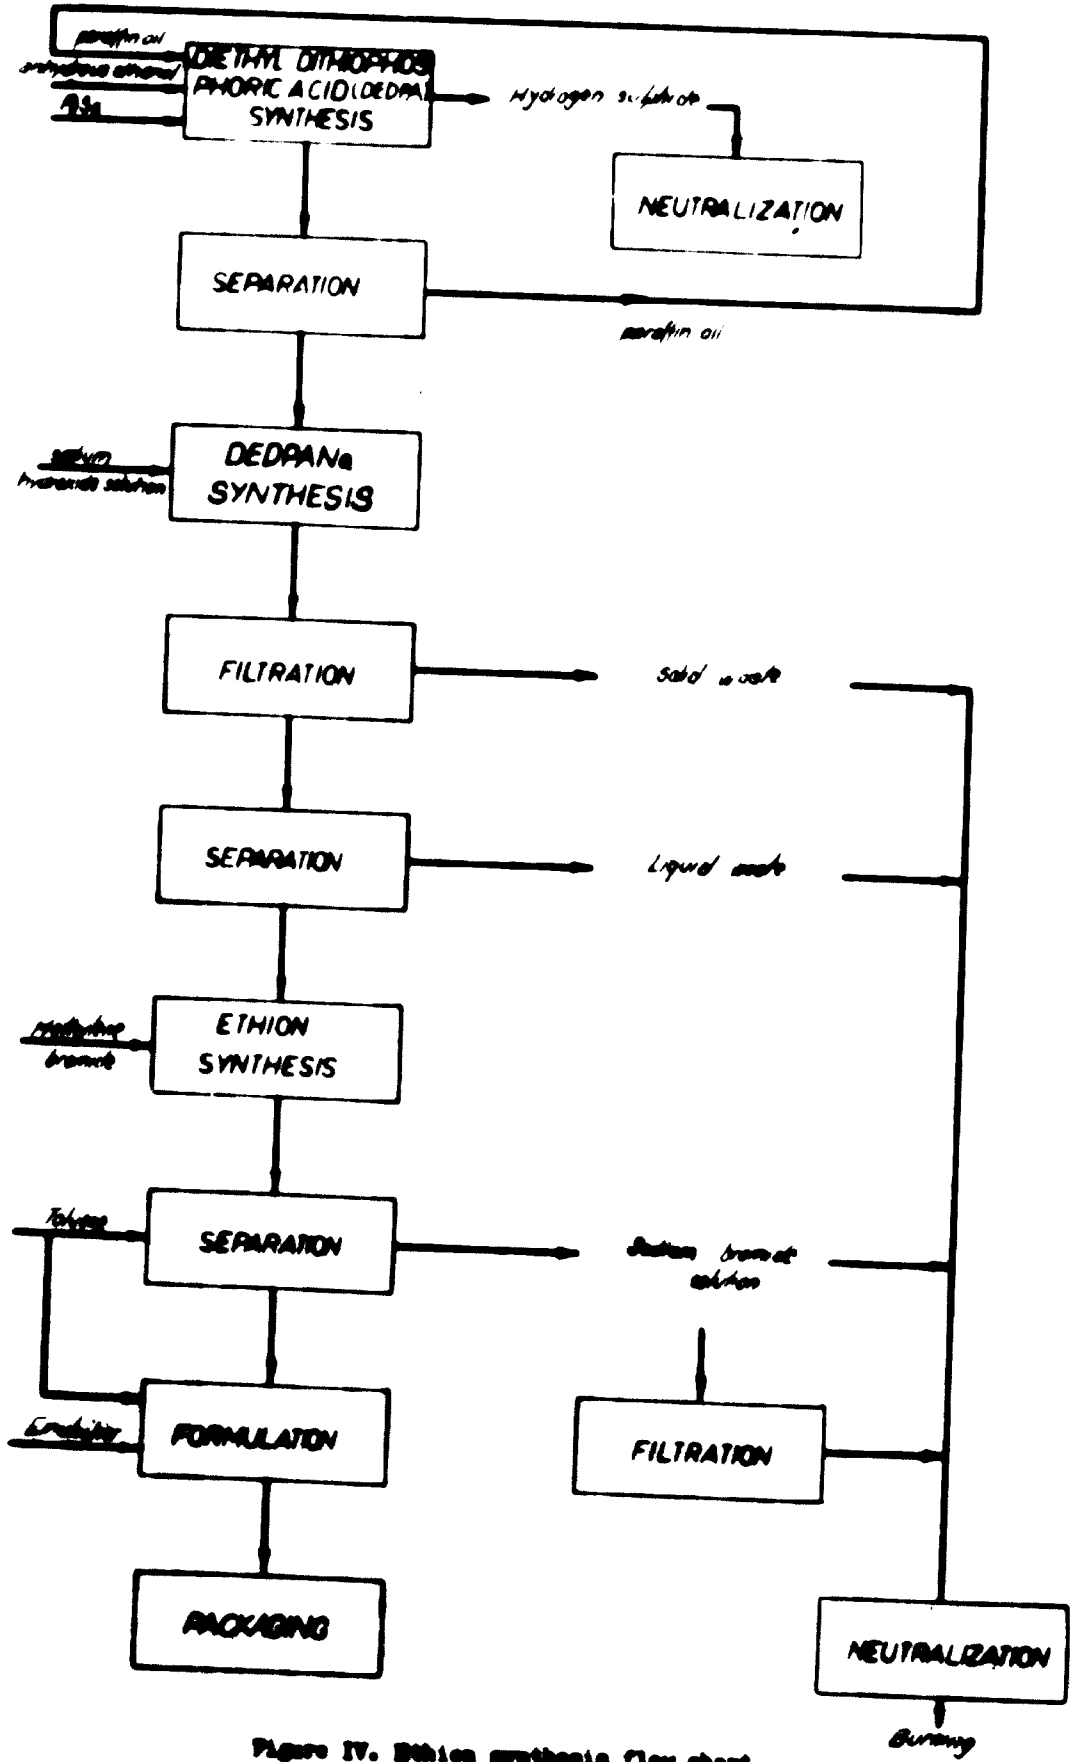 paraffin oil
anhydrous ethanol
P2S5
DIETHYL DITHIOPHOS
PHORIC ACID (DEDPA)
SYNTHESIS
Hydrogen
NEUTRALIZATION
SEPARATION
paraffin oil
sodium
hydroxide solution
DEDPANa
SYNTHESIS
FILTRATION
Solid waste
SEPARATION
Liquid waste
ETHION
SYNTHESIS
Methylene
bromide
Toluene
SEPARATION
Sodium
solution
Emulsifier
FORMULATION
FILTRATION
PACKAGING
NEUTRALIZATION
Burning
Figure IV. Ethion synthesis flow chart